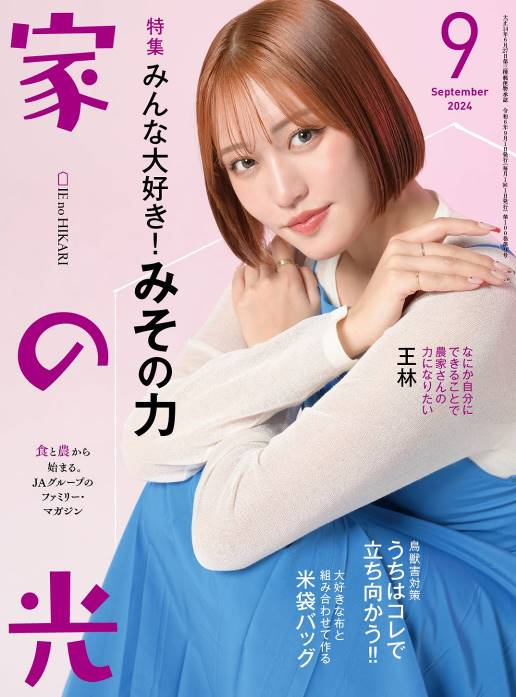 家の光
IE no HIKARI
特集
みんな大好き！みその力
9
September
2024
なにか自分に
できることで
農家さんの
力になりたい
王林
食と農から
始まる。
JAグループの
ファミリー・
マガジン
鳥獣害対策
うちはコレで
立ち向かう!!
大好きな布と
組み合わせて作る
米袋バッグ